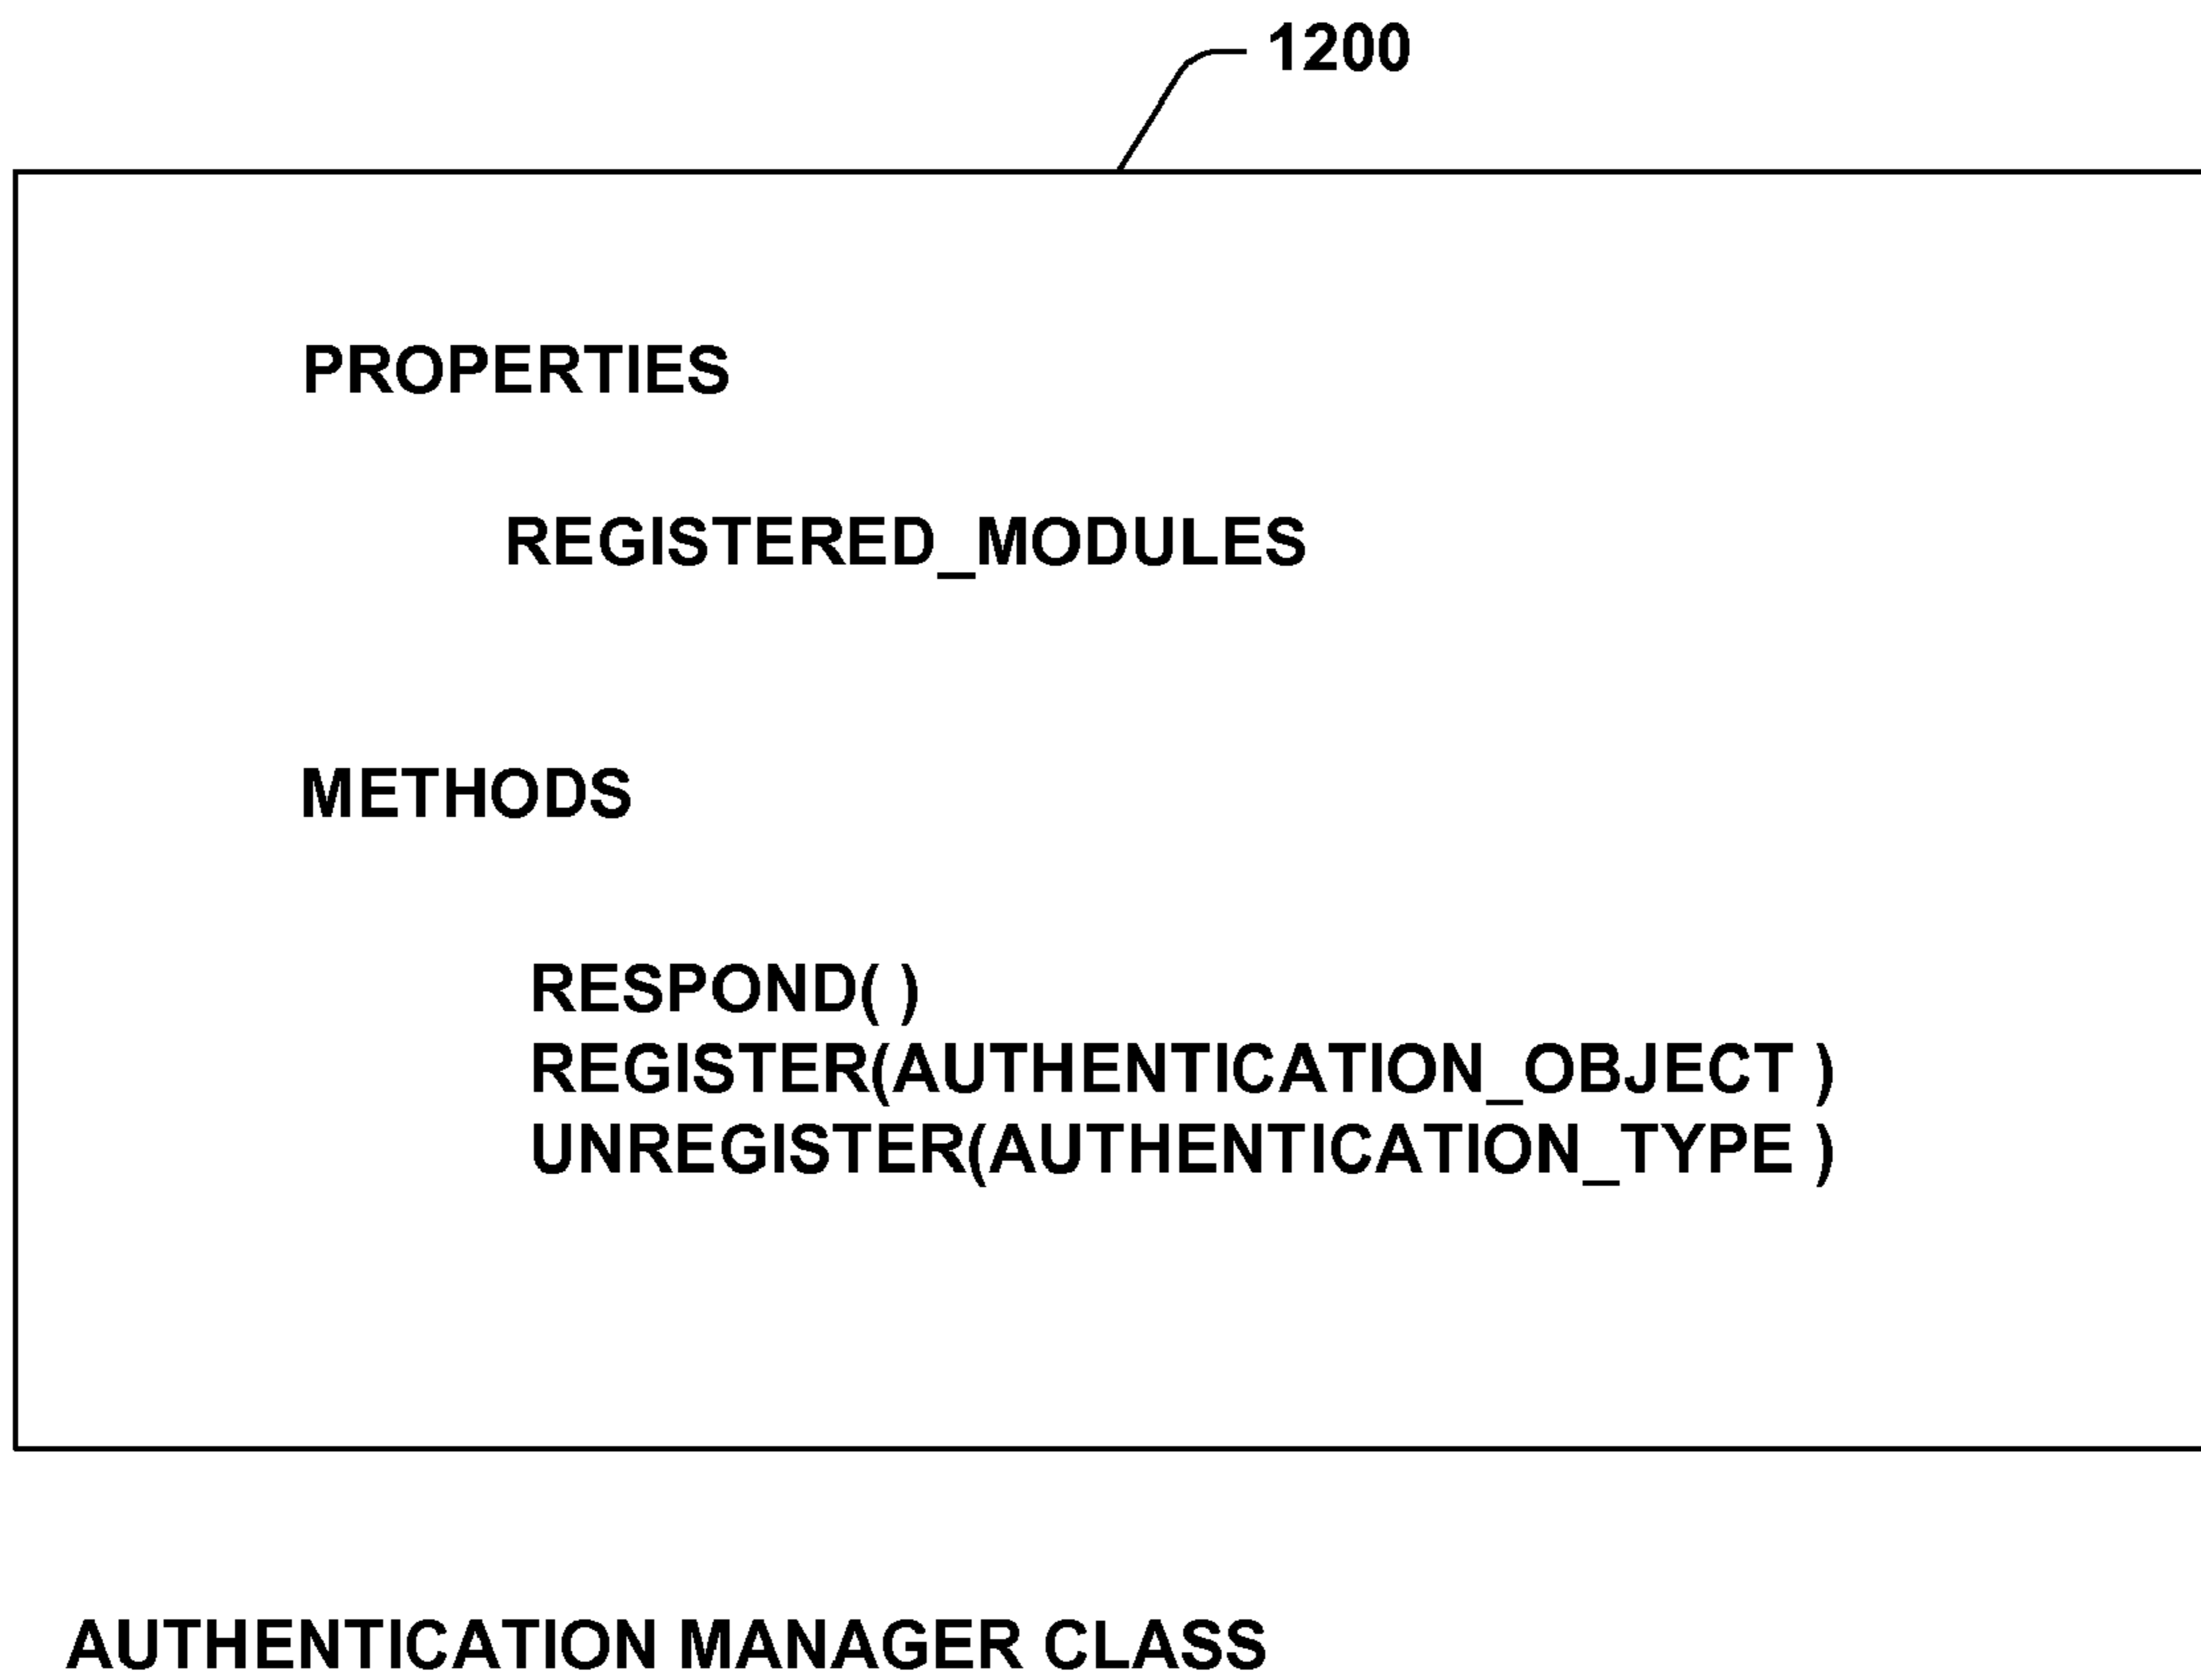 1200
PROPERTIES
REGISTERED_MODULES
METHODS
RESPOND( )
REGISTER(AUTHENTICATION_OBJECT )
UNREGISTER(AUTHENTICATION_TYPE )
AUTHENTICATION MANAGER CLASS